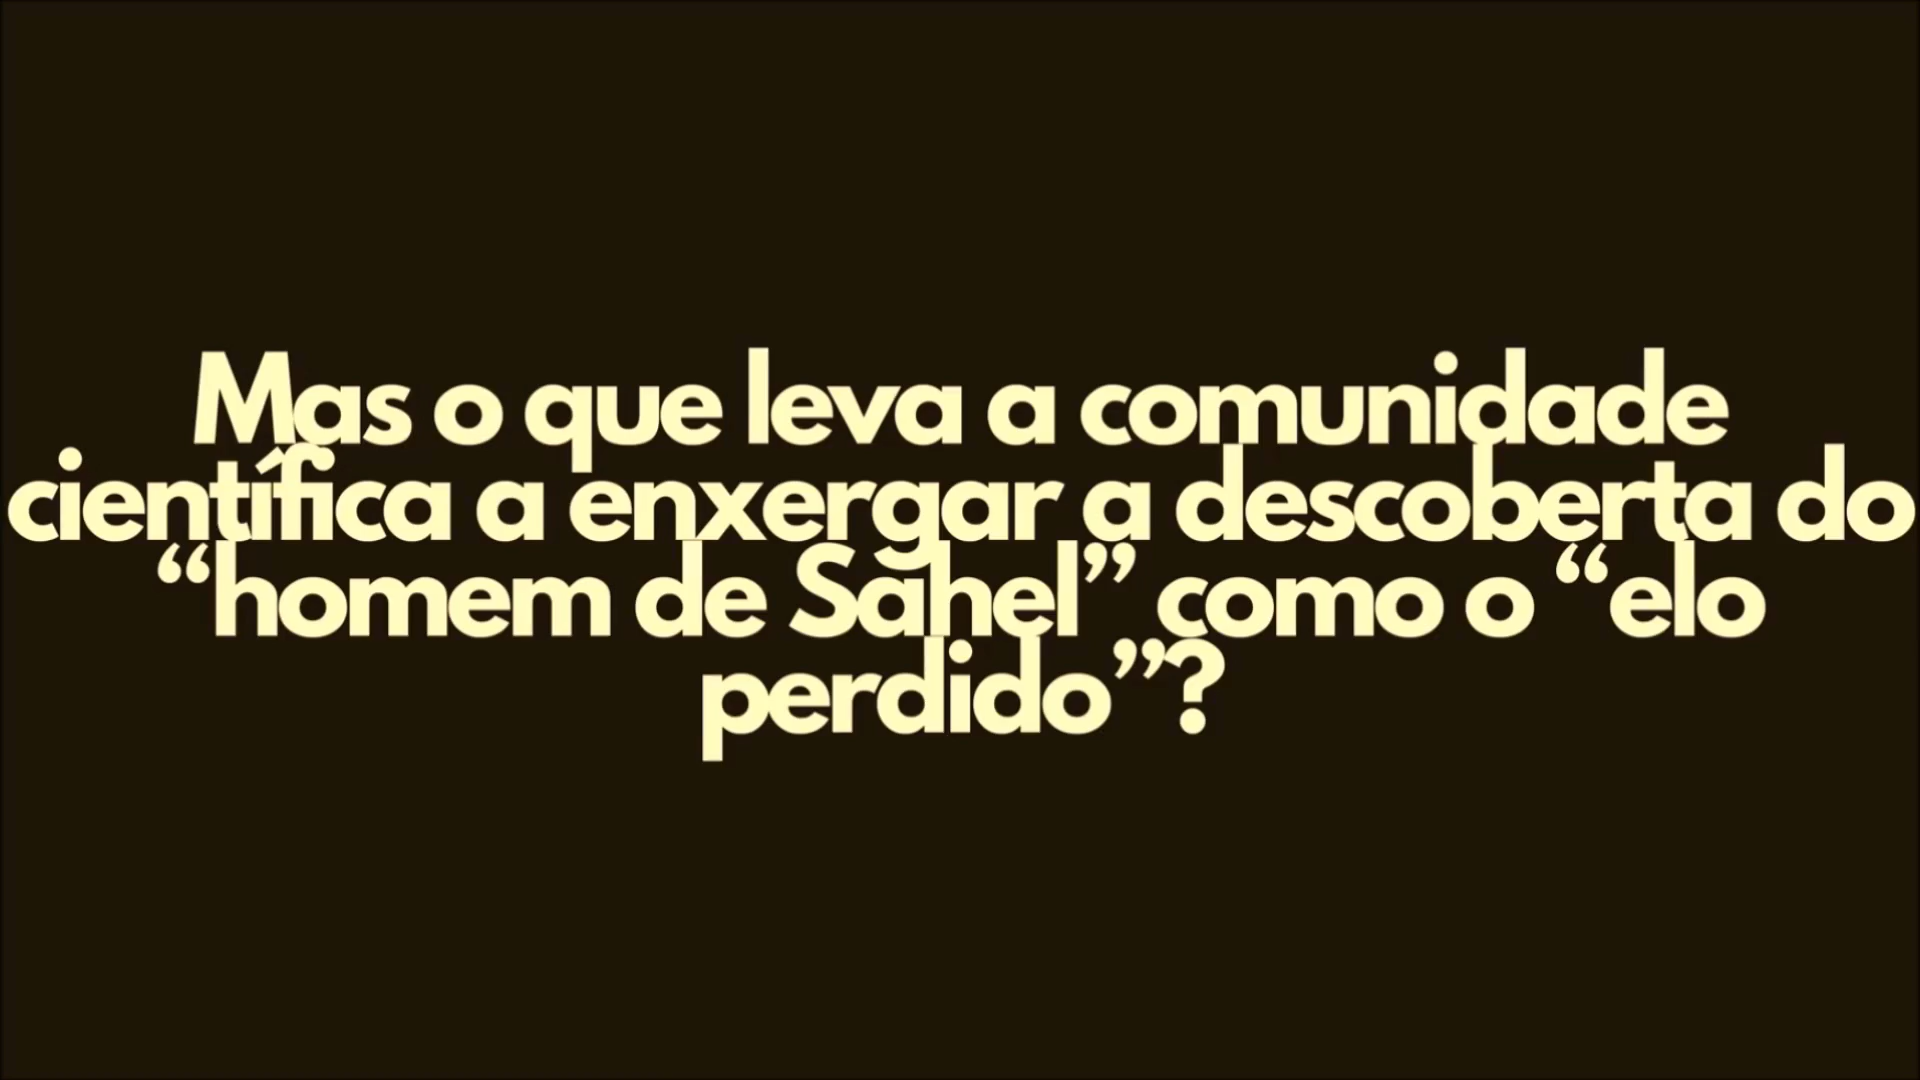 Mas o que leva a comunidade
científica a enxergar a descoberta do
“homem de Sahel” como o “elo
perdido”?